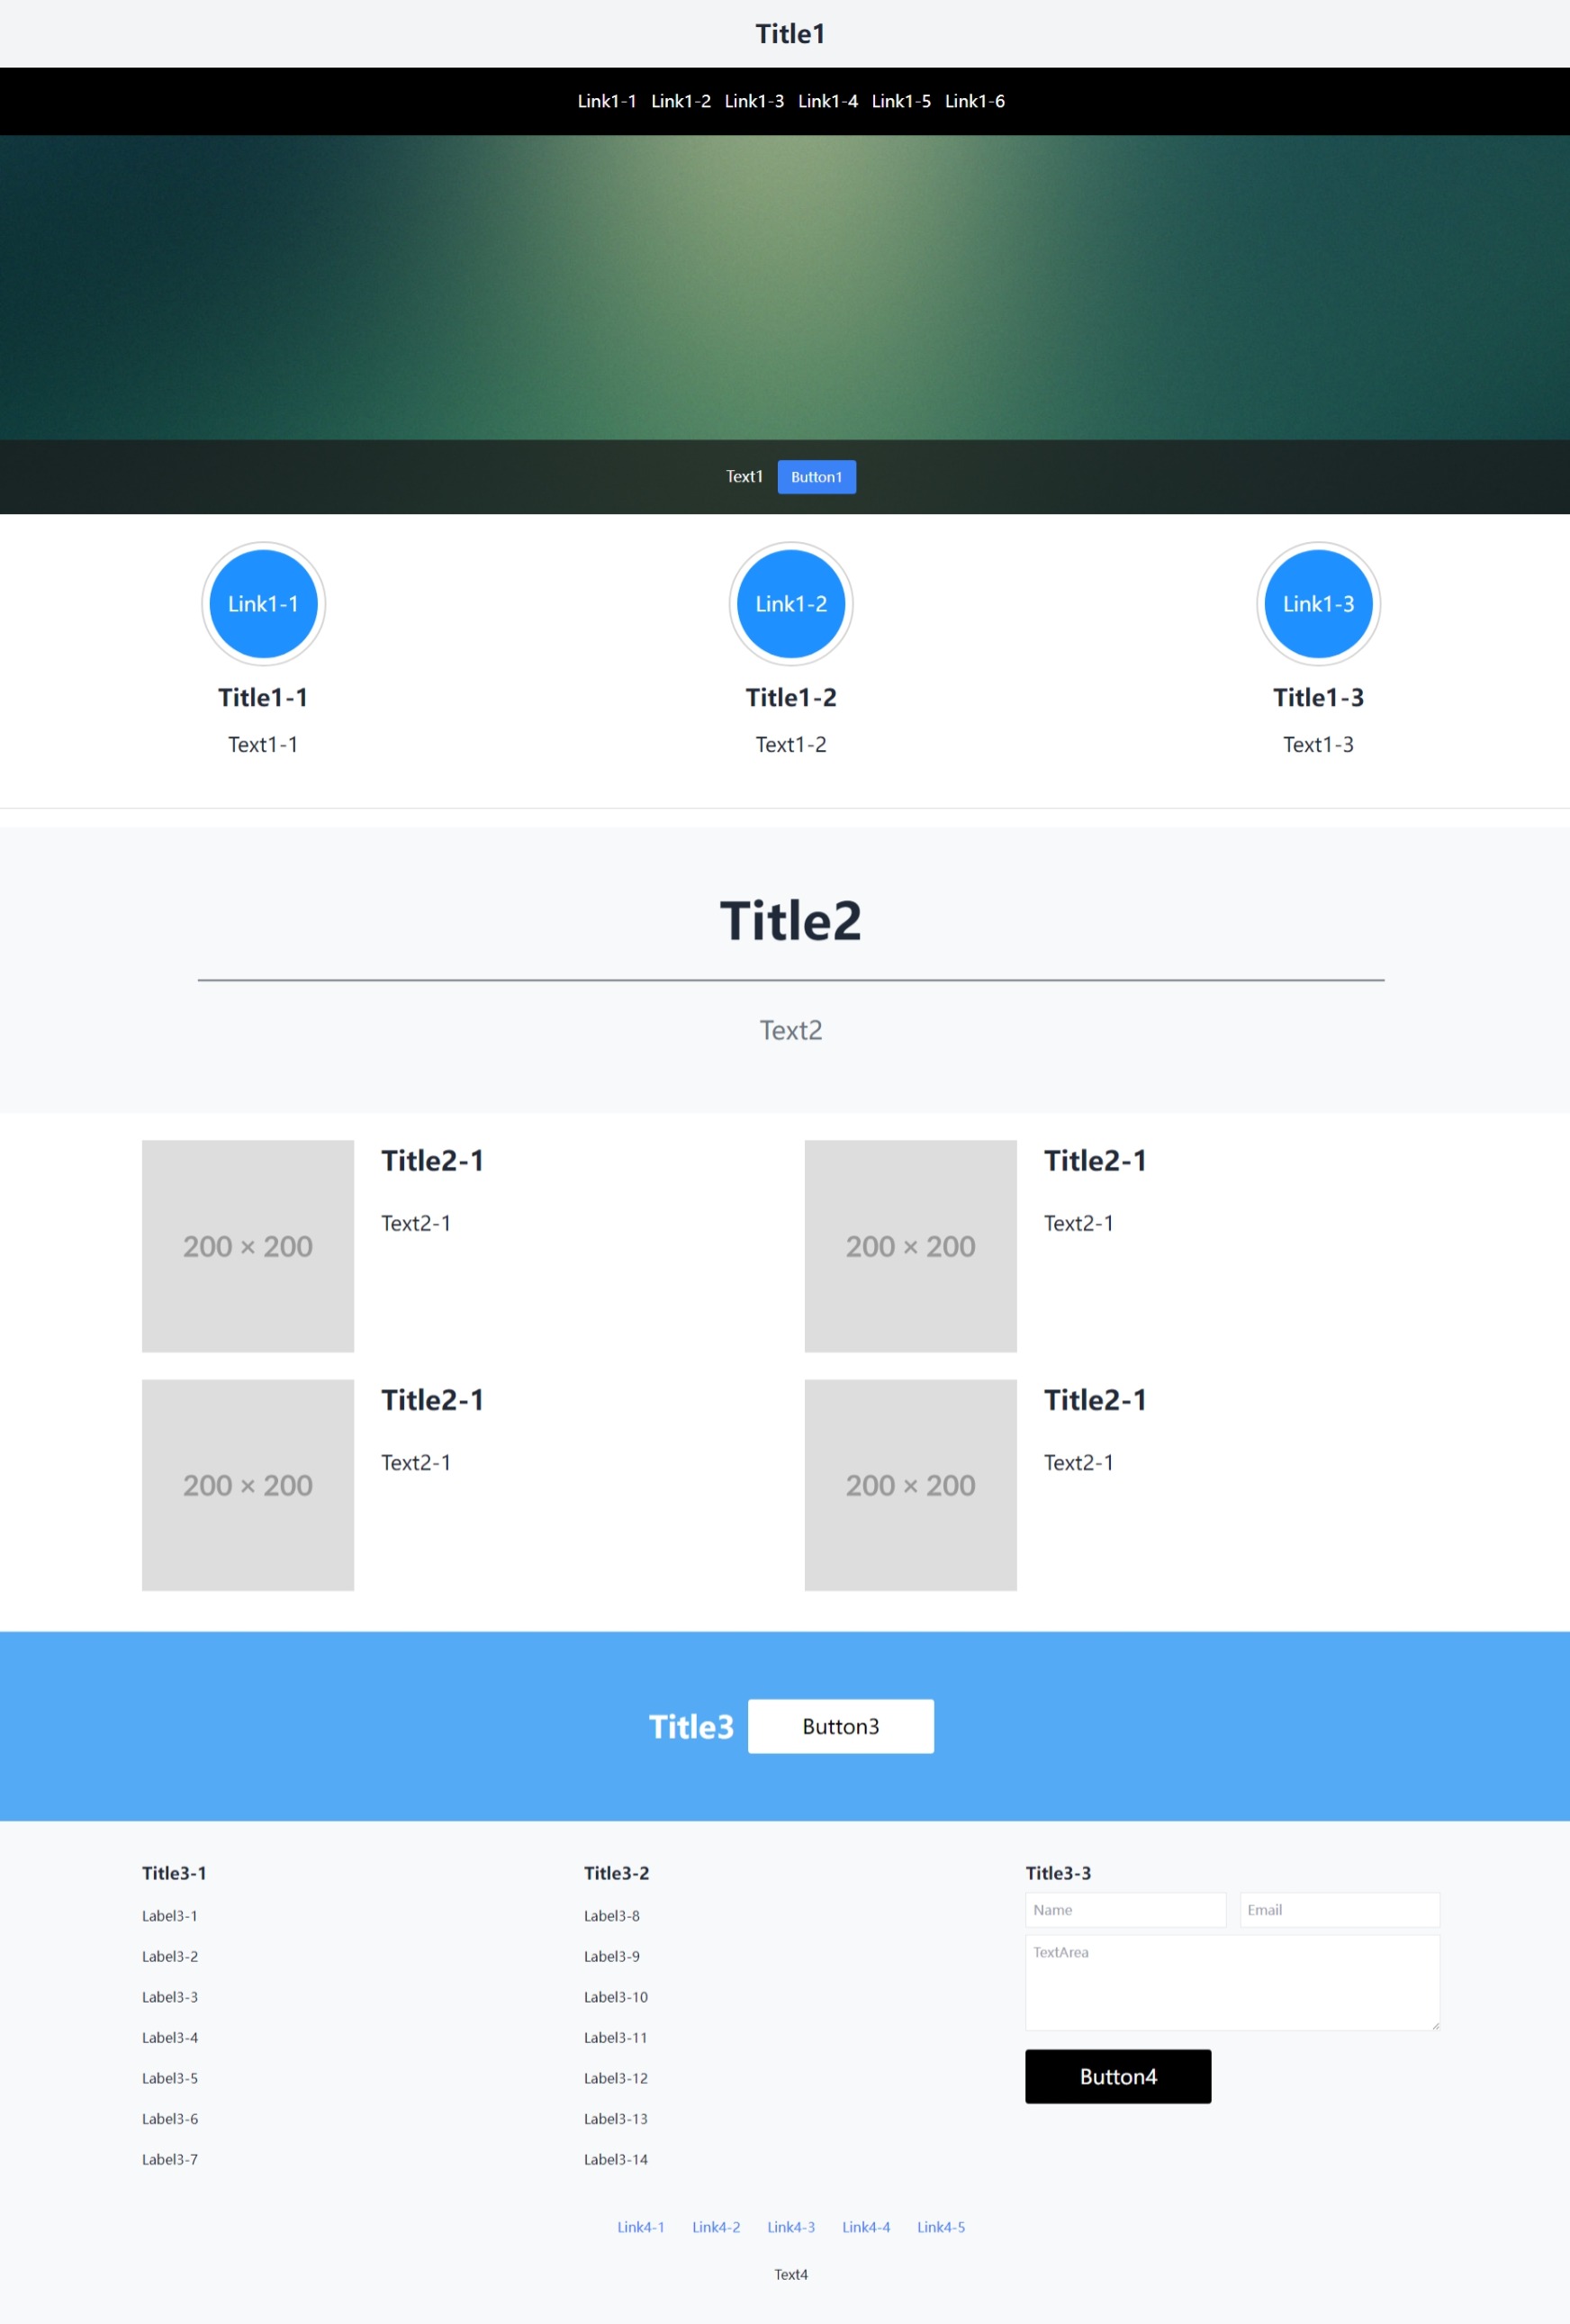 Title1
Link1-1 Link1-2 Link1-3 Link1-4 Link1-5 Link1-6
Text1 Button1
Link1-1 Link1-2 Link1-3
Title1-1 Title1-2 Title1-3
Text1-1 Text1-2 Text1-3
Title2
Text2
200 × 200
Title2-1
Text2-1
200 × 200
Title2-1
Text2-1
200 × 200
Title2-1
Text2-1
200 × 200
Title2-1
Text2-1
Title3 Button3
Title3-1
Label3-1
Label3-2
Label3-3
Label3-4
Label3-5
Label3-6
Label3-7
Title3-2
Label3-8
Label3-9
Label3-10
Label3-11
Label3-12
Label3-13
Label3-14
Title3-3
Name Email
TextArea
Button4
Link4-1 Link4-2 Link4-3 Link4-4 Link4-5
Text4